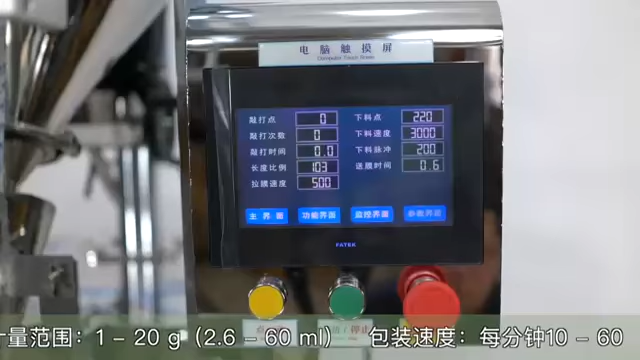 电脑触摸屏
Computer Touch Screen
敲打点 0 下料点 220
敲打次数 0 下料速度 3000
敲打时间 0.0 下料脉冲 200
长度比例 103 送膜时间 0.6
拉膜速度 500
主界面 功能界面 监控界面 参数界面
FATEK
计量范围：1 – 20 g（2.6 – 60 ml） 包装速度：每分钟10 – 60